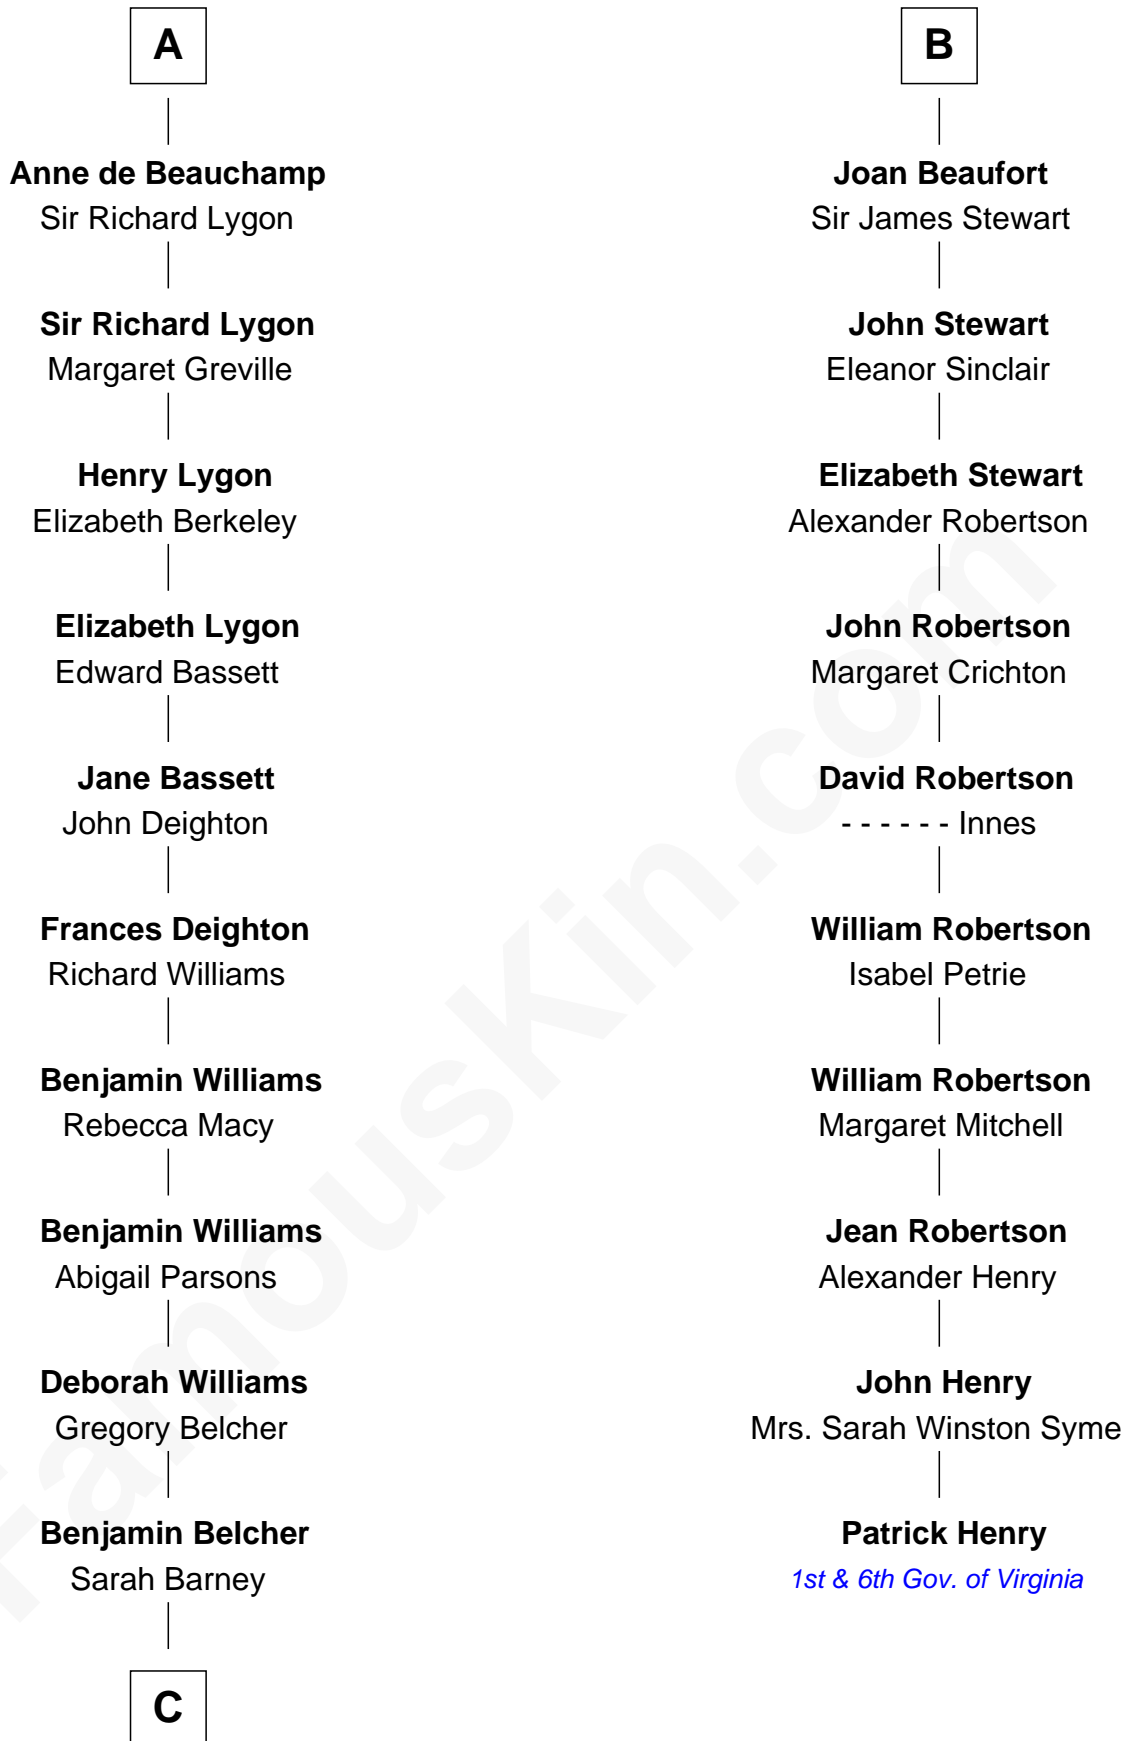 A
Anne de Beauchamp
Sir Richard Lygon
Sir Richard Lygon
Margaret Greville
Henry Lygon
Elizabeth Berkeley
Elizabeth Lygon
Edward Bassett
Jane Bassett
John Deighton
Frances Deighton
Richard Williams
Benjamin Williams
Rebecca Macy
Benjamin Williams
Abigail Parsons
Deborah Williams
Gregory Belcher
Benjamin Belcher
Sarah Barney
C
B
Joan Beaufort
Sir James Stewart
John Stewart
Eleanor Sinclair
Elizabeth Stewart
Alexander Robertson
John Robertson
Margaret Crichton
David Robertson
- - - - - - Innes
William Robertson
Isabel Petrie
William Robertson
Margaret Mitchell
Jean Robertson
Alexander Henry
John Henry
Mrs. Sarah Winston Syme
Patrick Henry
1st & 6th Gov. of Virginia
FamousKin.com